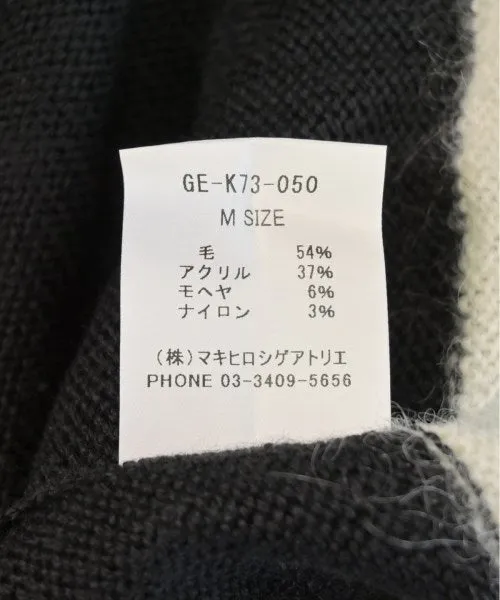 GE-K73-050
M SIZE
毛 54%
アクリル 37%
モヘヤ 6%
ナイロン 3%
(株)マキヒロシゲアトリエ
PHONE 03-3409-5656